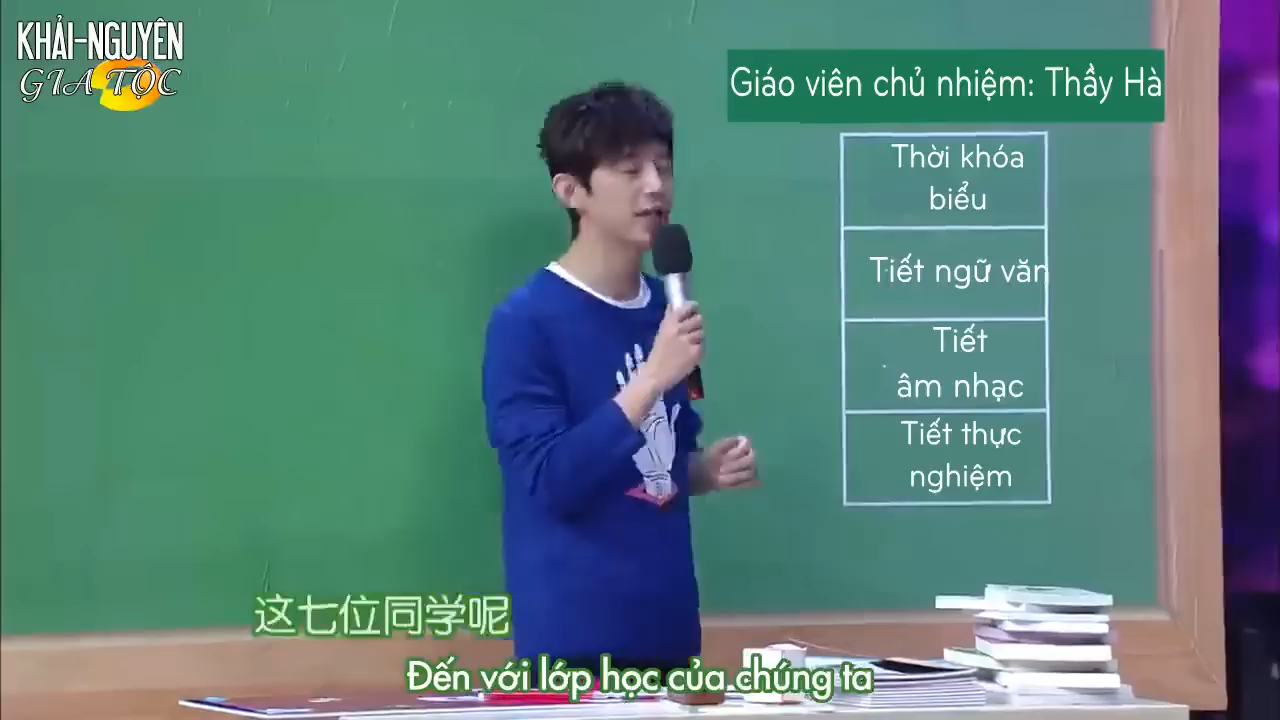 KHẢI-NGUYÊN
GIA TỘC
Giáo viên chủ nhiệm: Thầy Hà
Thời khóa
biểu
Tiết ngữ văn
Tiết
âm nhạc
Tiết thực
nghiệm
这七位同学呢
Đến với lớp học của chúng ta